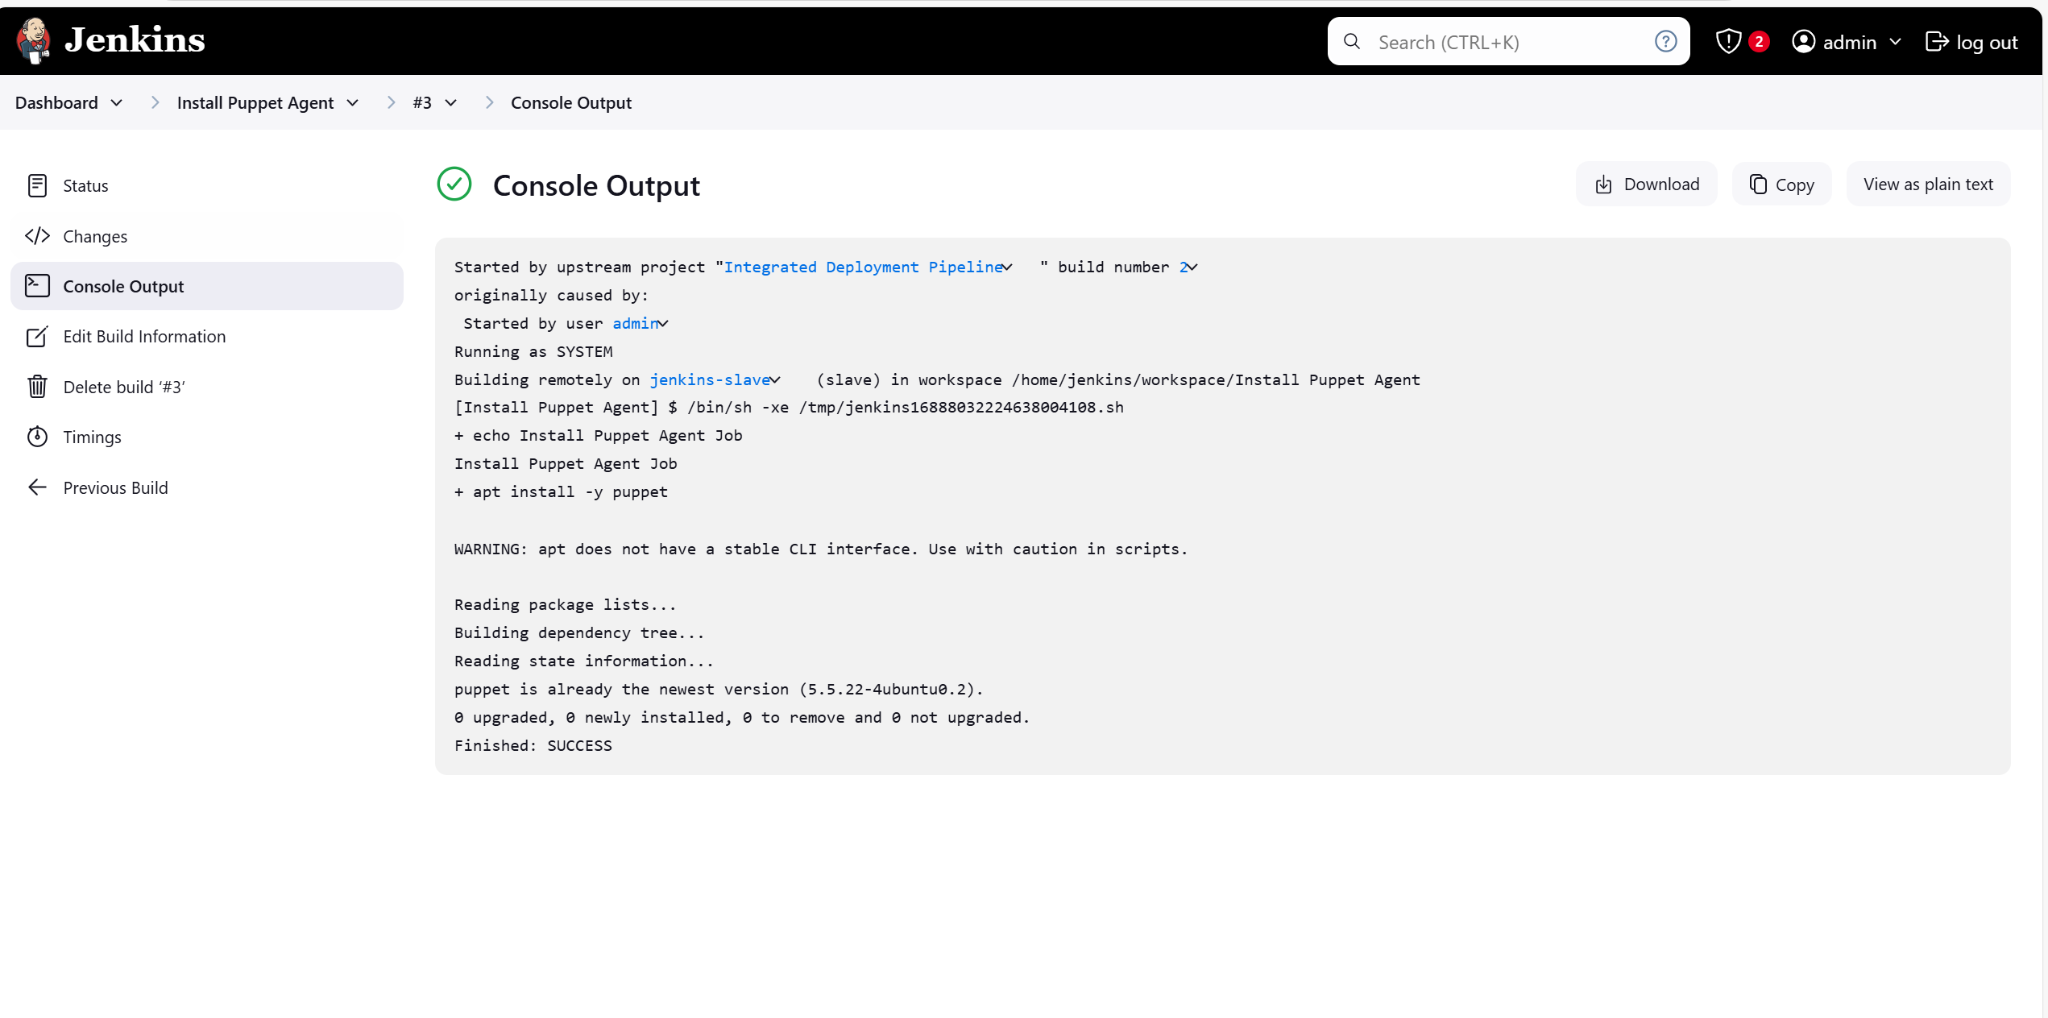 Jenkins
Search (CTRL+K)
2
admin
log out
Dashboard
Install Puppet Agent
#3
Console Output
Status
Changes
Console Output
Edit Build Information
Delete build ‘#3’
Timings
Previous Build
Console Output
Download
Copy
View as plain text
Started by upstream project "Integrated Deployment Pipeline" build number 2
originally caused by:
Started by user admin
Running as SYSTEM
Building remotely on jenkins-slave (slave) in workspace /home/jenkins/workspace/Install Puppet Agent
[Install Puppet Agent] $ /bin/sh -xe /tmp/jenkins16888032224638004108.sh
+ echo Install Puppet Agent Job
Install Puppet Agent Job
+ apt install -y puppet
WARNING: apt does not have a stable CLI interface. Use with caution in scripts.
Reading package lists...
Building dependency tree...
Reading state information...
puppet is already the newest version (5.5.22-4ubuntu0.2).
0 upgraded, 0 newly installed, 0 to remove and 0 not upgraded.
Finished: SUCCESS